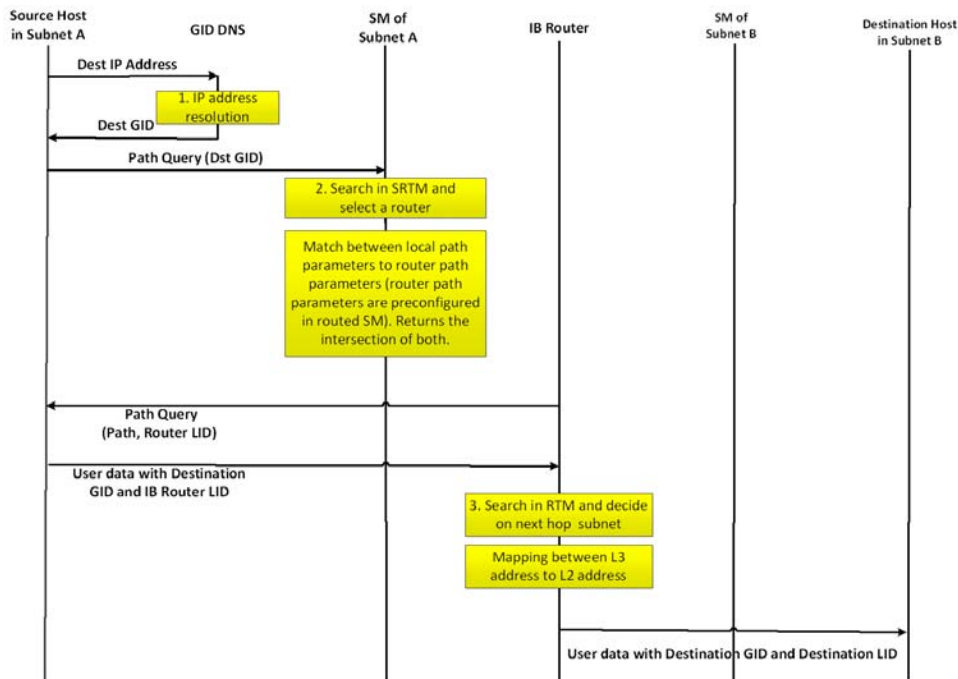 Source Host
in Subnet A
GID DNS
SM of
Subnet A
IB Router
SM of
Subnet B
Destination Host
in Subnet B
Dest IP Address
1. IP address
resolution
Dest GID
Path Query (Dst GID)
2. Search in SRTM and
select a router
Match between local path
parameters to router path
parameters (router path
parameters are preconfigured
in routed SM). Returns the
intersection of both.
Path Query
(Path, Router LID)
User data with Destination
GID and IB Router LID
3. Search in RTM and decide
on next hop subnet
Mapping between L3
address to L2 address
User data with Destination GID and Destination LID